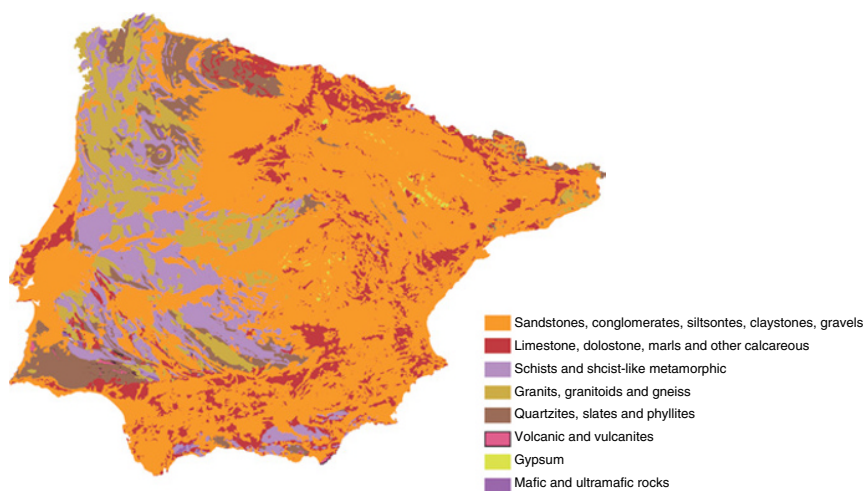 Sandstones, conglomerates, siltsontes, claystones, gravels
Limestone, dolostone, marls and other calcareous
Schists and shcist-like metamorphic
Granits, granitoids and gneiss
Quartzites, slates and phyllites
Volcanic and vulcanites
Gypsum
Mafic and ultramafic rocks